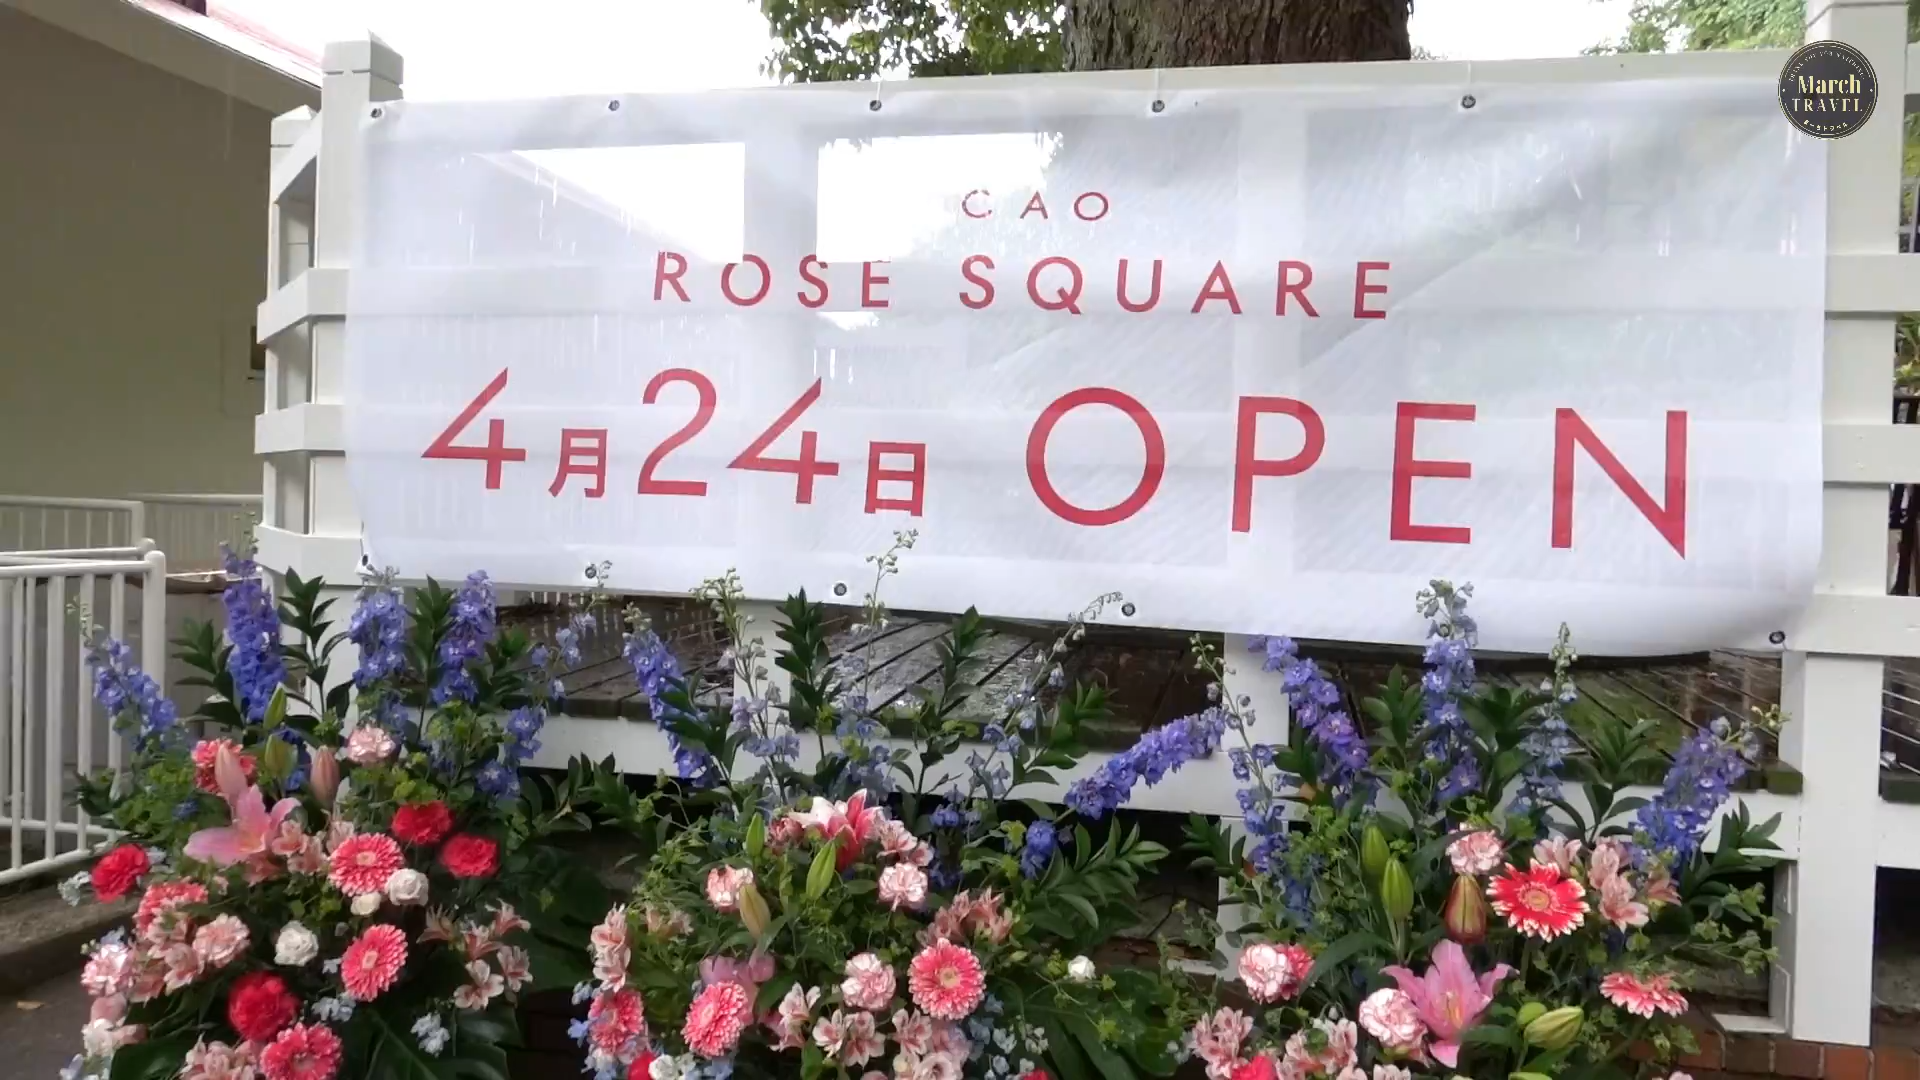 CAO
ROSE SQUARE
4月24日 OPEN
March
TRAVEL